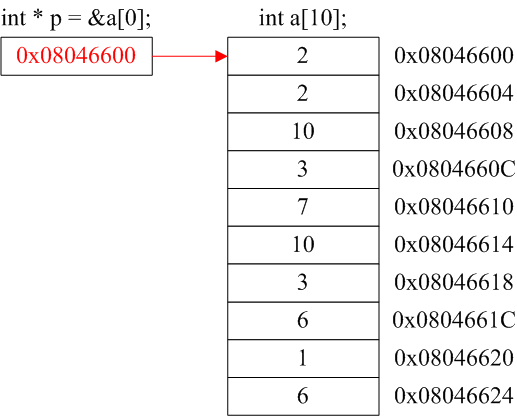 int * p = &a[0]; int a[10];
0x08046600 2 0x08046600
2 0x08046604
10 0x08046608
3 0x0804660C
7 0x08046610
10 0x08046614
3 0x08046618
6 0x0804661C
1 0x08046620
6 0x08046624